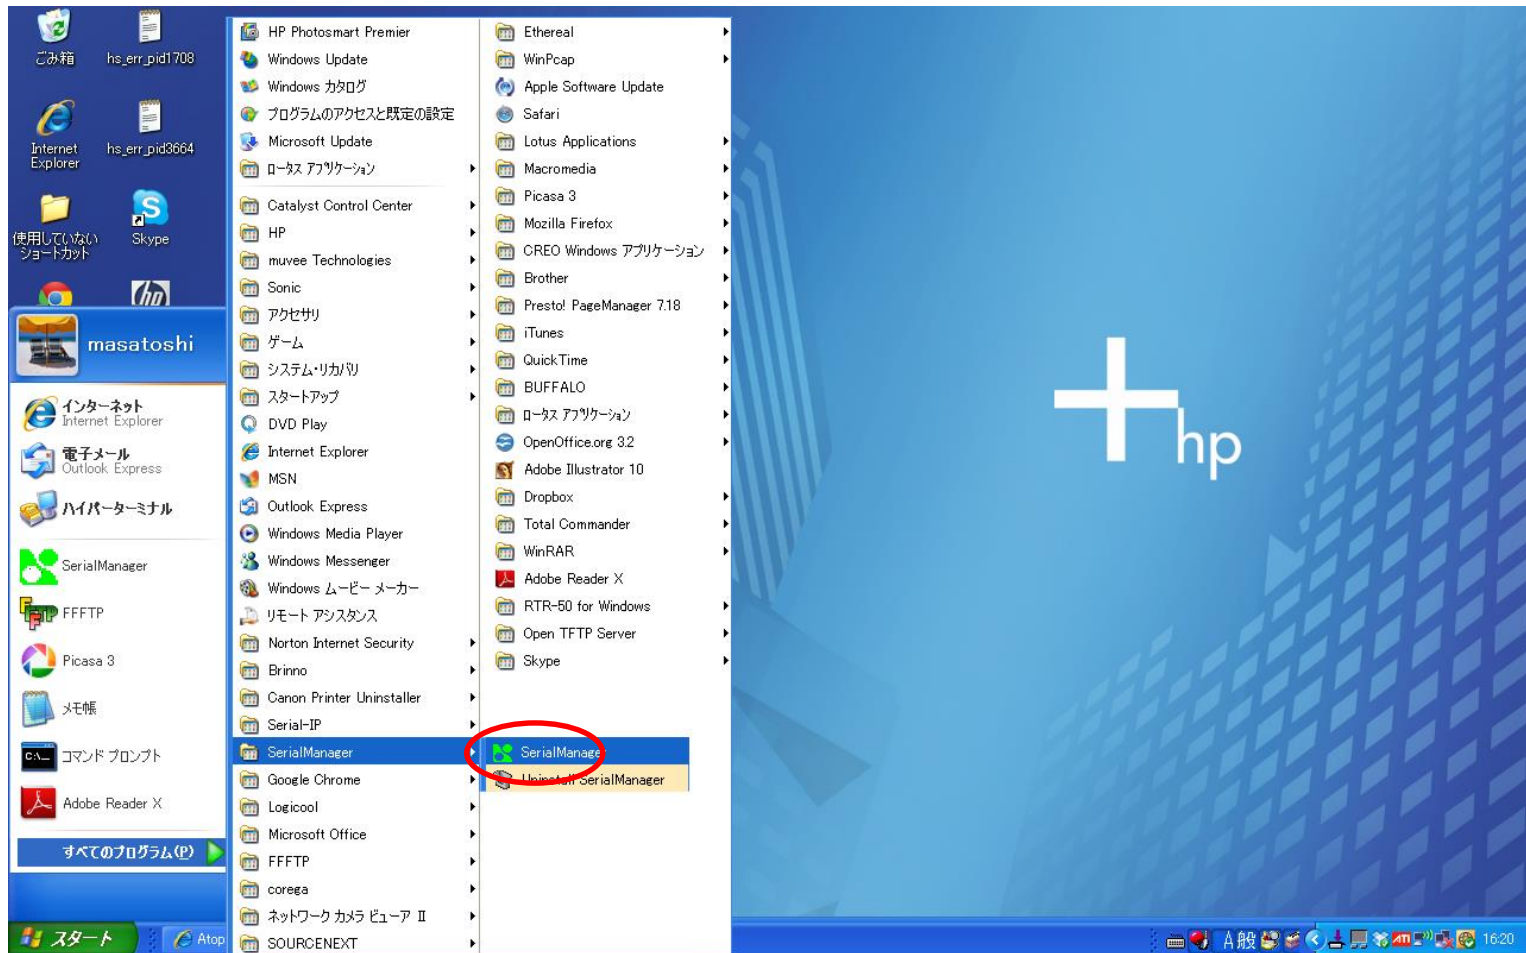 ごみ箱
hs_err_pid1708
Internet
Explorer
hs_err_pid3664
使用していない
ショートカット
Skype
hp
masatoshi
インターネット
Internet Explorer
電子メール
Outlook Express
ハイパーターミナル
SerialManager
FFFTP
Picasa 3
メモ帳
C:\_
コマンド プロンプト
Adobe Reader X
すべてのプログラム(P)
HP Photosmart Premier
Windows Update
Windows カタログ
プログラムのアクセスと既定の設定
Microsoft Update
ロータス アプリケーション
Catalyst Control Center
HP
muvee Technologies
Sonic
アクセサリ
ゲーム
システム・リカバリ
スタートアップ
DVD Play
Internet Explorer
MSN
Outlook Express
Windows Media Player
Windows Messenger
Windows ムービー メーカー
リモート アシスタンス
Norton Internet Security
Brinno
Canon Printer Uninstaller
Serial-IP
SerialManager
Google Chrome
Logicool
Microsoft Office
FFFTP
corega
ネットワーク カメラ ビューア II
SOURCENEXT
Ethereal
WinPcap
Apple Software Update
Safari
Lotus Applications
Macromedia
Picasa 3
Mozilla Firefox
CREO Windows アプリケーション
Brother
Presto! PageManager 7.18
iTunes
QuickTime
BUFFALO
ロータス アプリケーション
OpenOffice.org 3.2
Adobe Illustrator 10
Dropbox
Total Commander
WinRAR
Adobe Reader X
RTR-50 for Windows
Open TFTP Server
Skype
SerialManager
Uninstall SerialManager
hp
スタート
Atop
A般
ATI
16:20